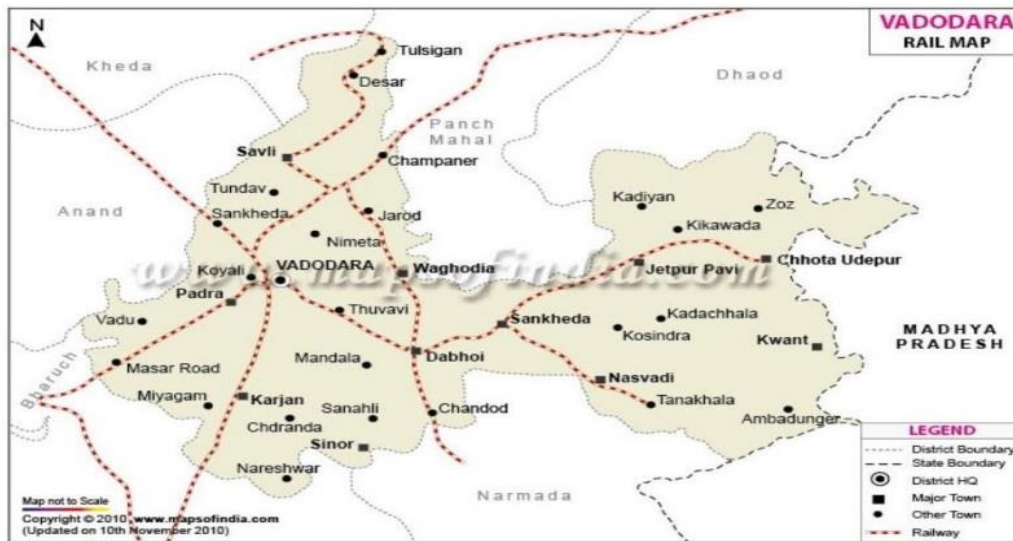 VADODARA
RAIL MAP
N
Kheda
Tulsigan
Desar
Dhaod
Panch
Mahal
Savli
Champaner
Tundav
Kadiyan
Zoz
Anand
Sankheda
Jarod
Kikawada
Nimeta
www.mapsofindia.com
Koyali
VADODARA
Waghodia
Jetpur Pavi
Chhota Udepur
Padra
Thuvavi
Vadu
Sankheda
Kadachhala
Kosindra
MADHYA
PRADESH
Kwant
Mandala
Dabhoi
Masar Road
Nasvadi
Bharuch
Miyagam
Karjan
Sanahli
Chandod
Tanakhala
Chdranda
Ambadunger
Sinor
Nareshwar
Narmada
LEGEND
District Boundary
State Boundary
District HQ
Major Town
Other Town
Railway
Map not to Scale
Copyright © 2010 www.mapsofindia.com
(Updated on 10th November 2010)